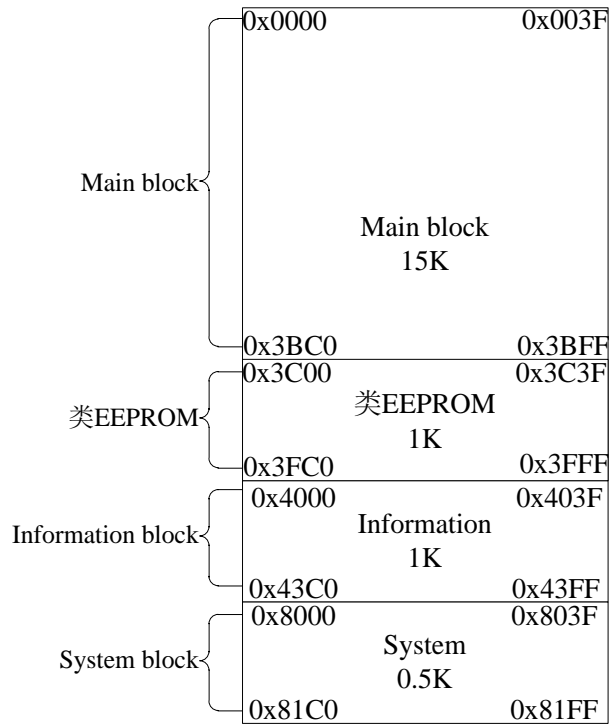 0x0000 0x003F
Main block
Main block
15K
0x3BC0 0x3BFF
0x3C00 0x3C3F
类EEPROM
类EEPROM
1K
0x3FC0 0x3FFF
0x4000 0x403F
Information block
Information
1K
0x43C0 0x43FF
0x8000 0x803F
System block
System
0.5K
0x81C0 0x81FF